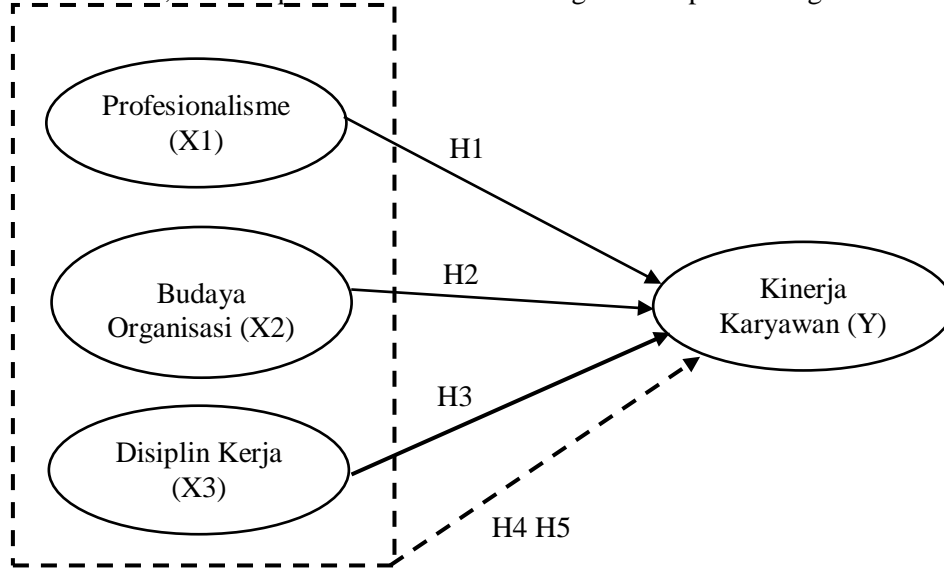 Profesionalisme
(X1)
H1
H2
Budaya
Organisasi (X2)
Kinerja
Karyawan (Y)
H3
Disiplin Kerja
(X3)
H4 H5